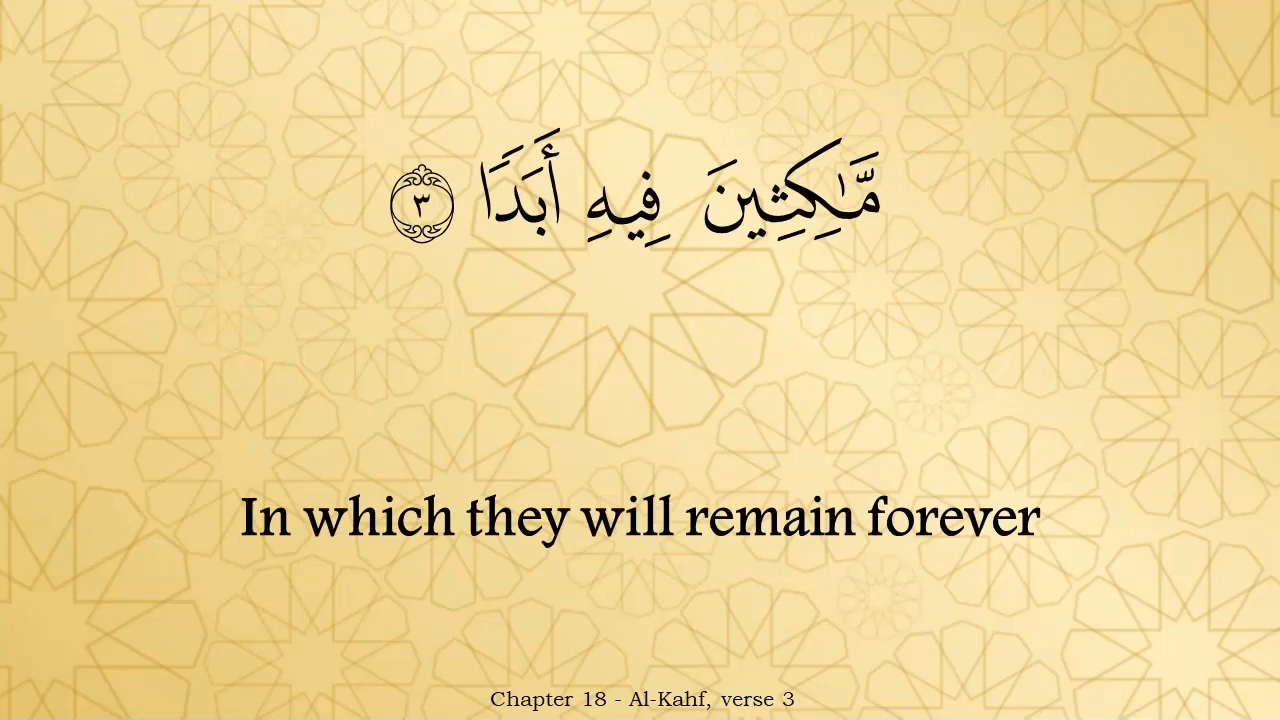 مَّـٰكِثِينَ فِيهِ أَبَدًا ٣
In which they will remain forever
Chapter 18 - Al-Kahf, verse 3